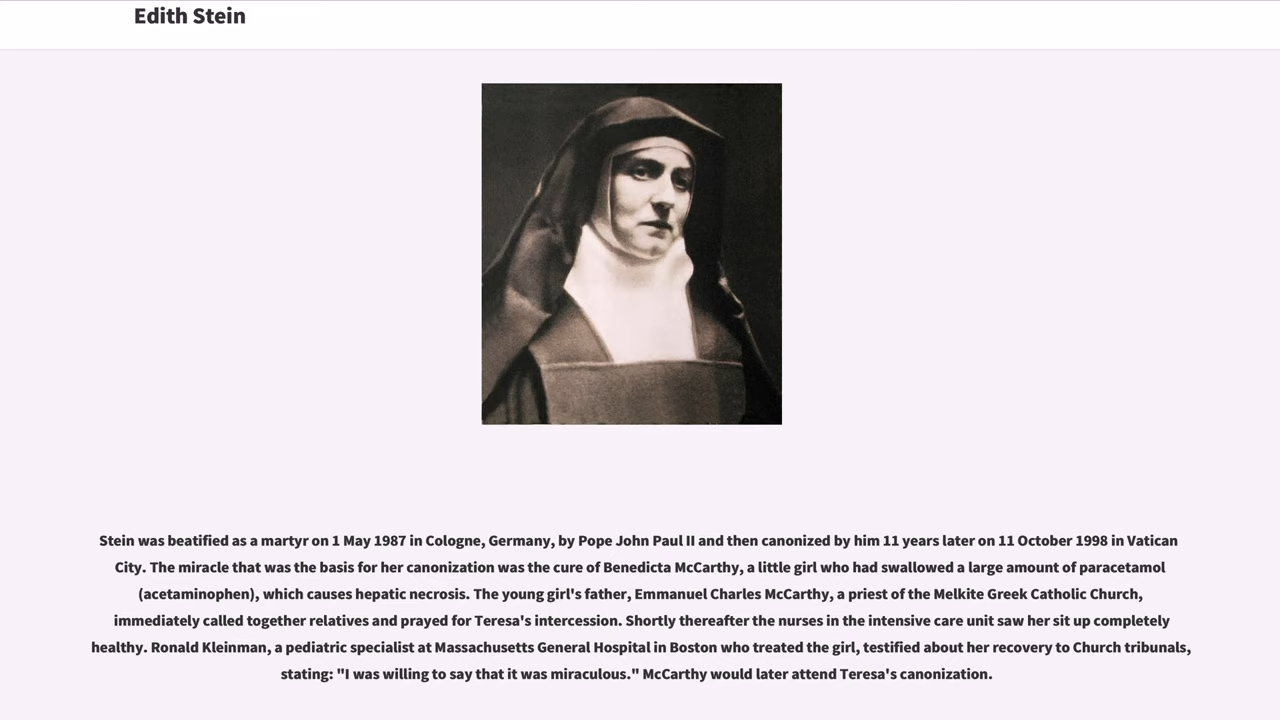 Edith Stein
Stein was beatified as a martyr on 1 May 1987 in Cologne, Germany, by Pope John Paul II and then canonized by him 11 years later on 11 October 1998 in Vatican
City. The miracle that was the basis for her canonization was the cure of Benedicta McCarthy, a little girl who had swallowed a large amount of paracetamol
(acetaminophen), which causes hepatic necrosis. The young girl's father, Emmanuel Charles McCarthy, a priest of the Melkite Greek Catholic Church,
immediately called together relatives and prayed for Teresa's intercession. Shortly thereafter the nurses in the intensive care unit saw her sit up completely
healthy. Ronald Kleinman, a pediatric specialist at Massachusetts General Hospital in Boston who treated the girl, testified about her recovery to Church tribunals,
stating: "I was willing to say that it was miraculous." McCarthy would later attend Teresa's canonization.